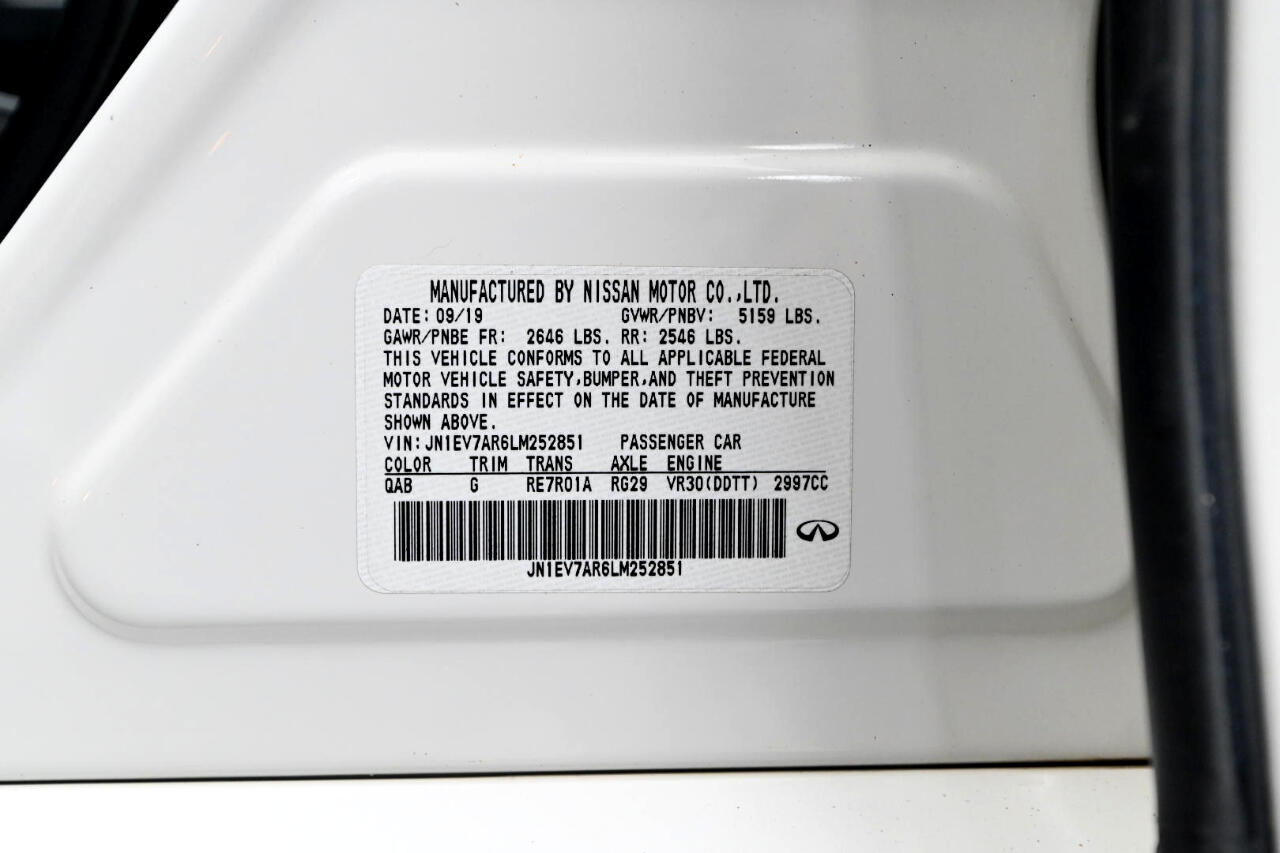 MANUFACTURED BY NISSAN MOTOR CO.,LTD.
DATE: 09/19 GVWR/PNBV: 5159 LBS.
GAWR/PNBE FR: 2646 LBS. RR: 2546 LBS.
THIS VEHICLE CONFORMS TO ALL APPLICABLE FEDERAL
MOTOR VEHICLE SAFETY,BUMPER,AND THEFT PREVENTION
STANDARDS IN EFFECT ON THE DATE OF MANUFACTURE
SHOWN ABOVE.
VIN: JN1EV7AR6LM252851 PASSENGER CAR
COLOR TRIM TRANS AXLE ENGINE
QAB G RE7R01A RG29 VR30(DDTT) 2997CC
JN1EV7AR6LM252851